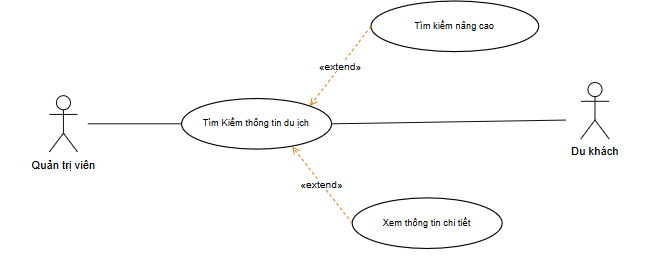 Tìm kiếm nâng cao
«extend»
Tìm Kiếm thông tin du ịch
Quản trị viên
Du khách
«extend»
Xem thông tin chi tiết